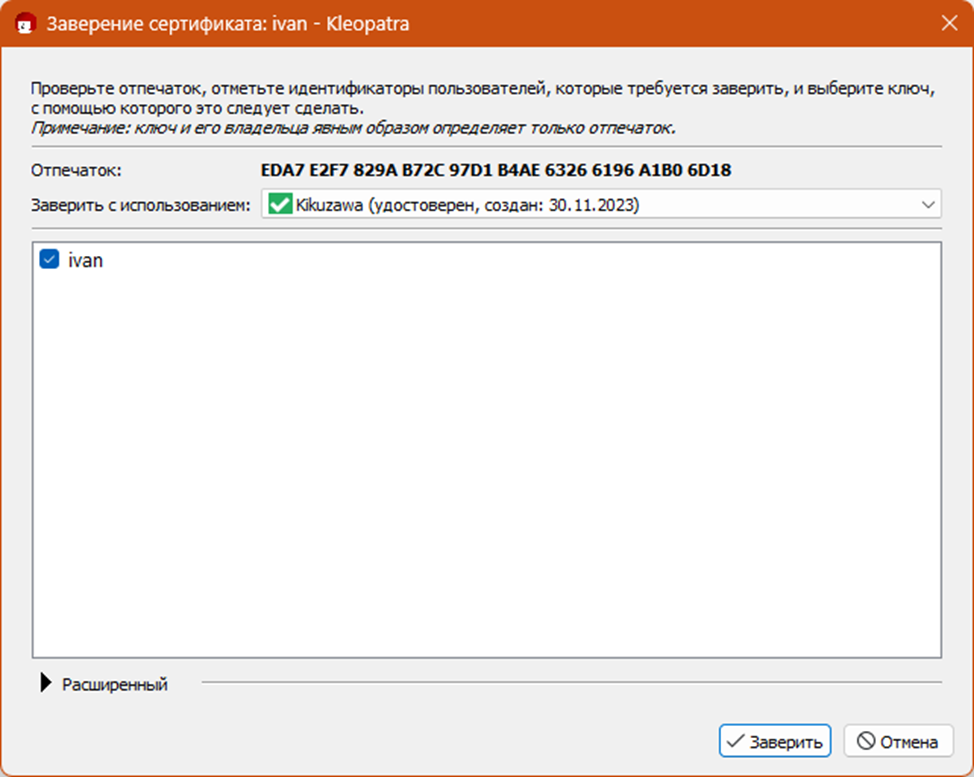 Заверение сертификата: ivan - Kleopatra
Проверьте отпечаток, отметьте идентификаторы пользователей, которые требуется заверить, и выберите ключ,
с помощью которого это следует сделать.
Примечание: ключ и его владельца явным образом определяет только отпечаток.
Отпечаток: EDA7 E2F7 829A B72C 97D1 B4AE 6326 6196 A1B0 6D18
Заверить с использованием: Kikuzawa (удостоверен, создан: 30.11.2023)
ivan
Расширенный
Заверить Отмена